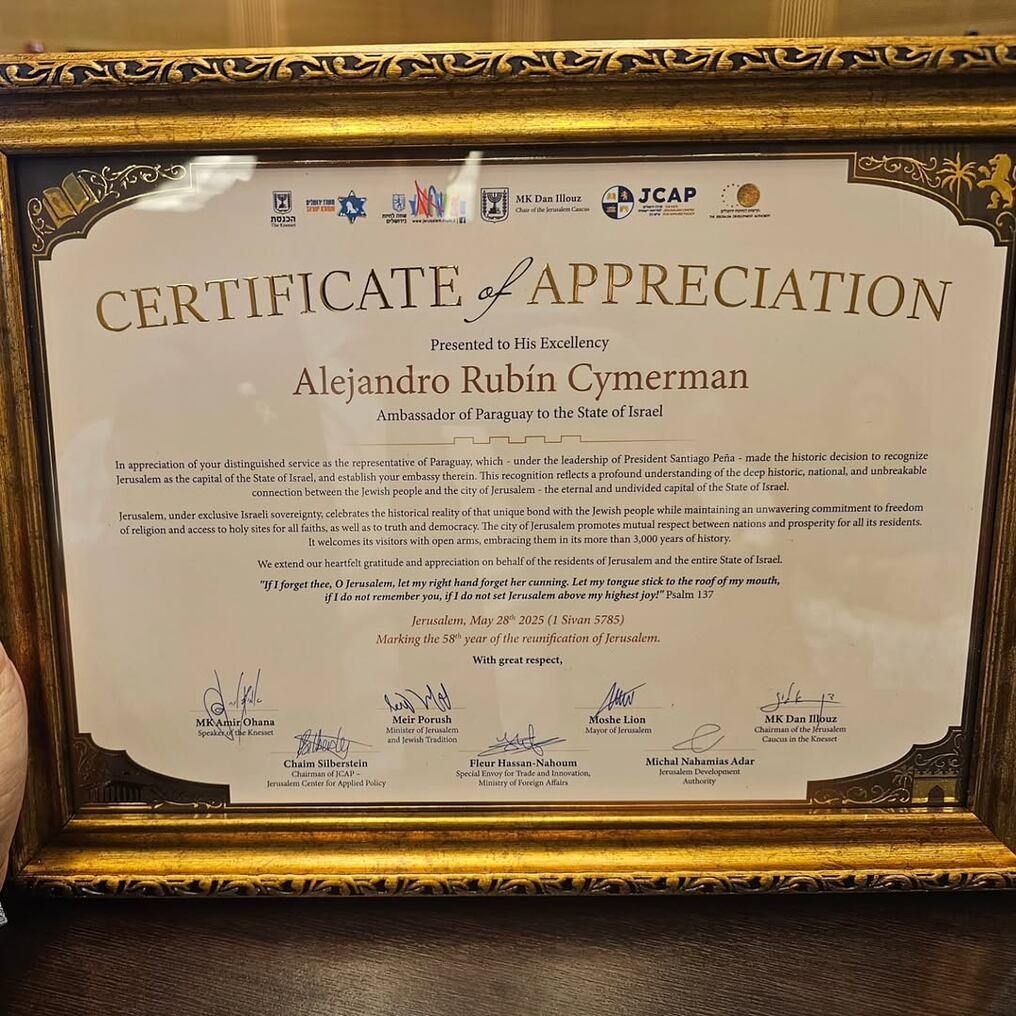 הכנסת
The Knesset
www.jerusalem.muni.il
MK Dan Illouz
Chair of the Jerusalem Caucus
JCAP
THE JERUSALEM DEVELOPMENT AUTHORITY
CERTIFICATE of APPRECIATION
Presented to His Excellency
Alejandro Rubín Cymerman
Ambassador of Paraguay to the State of Israel
In appreciation of your distinguished service as the representative of Paraguay, which - under the leadership of President Santiago Peña - made the historic decision to recognize
Jerusalem as the capital of the State of Israel, and establish your embassy therein. This recognition reflects a profound understanding of the deep historic, national, and unbreakable
connection between the Jewish people and the city of Jerusalem - the eternal and undivided capital of the State of Israel.
Jerusalem, under exclusive Israeli sovereignty, celebrates the historical reality of that unique bond with the Jewish people while maintaining an unwavering commitment to freedom
of religion and access to holy sites for all faiths, as well as to truth and democracy. The city of Jerusalem promotes mutual respect between nations and prosperity for all its residents.
It welcomes its visitors with open arms, embracing them in its more than 3,000 years of history.
We extend our heartfelt gratitude and appreciation on behalf of the residents of Jerusalem and the entire State of Israel.
"If I forget thee, O Jerusalem, let my right hand forget her cunning. Let my tongue stick to the roof of my mouth,
if I do not remember you, if I do not set Jerusalem above my highest joy!" Psalm 137
Jerusalem, May 28th 2025 (1 Sivan 5785)
Marking the 58th year of the reunification of Jerusalem.
With great respect,
MK Amir Ohana
Speaker of the Knesset
Meir Porush
Minister of Jerusalem
and Jewish Tradition
Moshe Lion
Mayor of Jerusalem
MK Dan Illouz
Chairman of the Jerusalem
Caucus in the Knesset
Chaim Silberstein
Chairman of JCAP –
Jerusalem Center for Applied Policy
Fleur Hassan-Nahoum
Special Envoy for Trade and Innovation,
Ministry of Foreign Affairs
Michal Nahamias Adar
Jerusalem Development
Authority